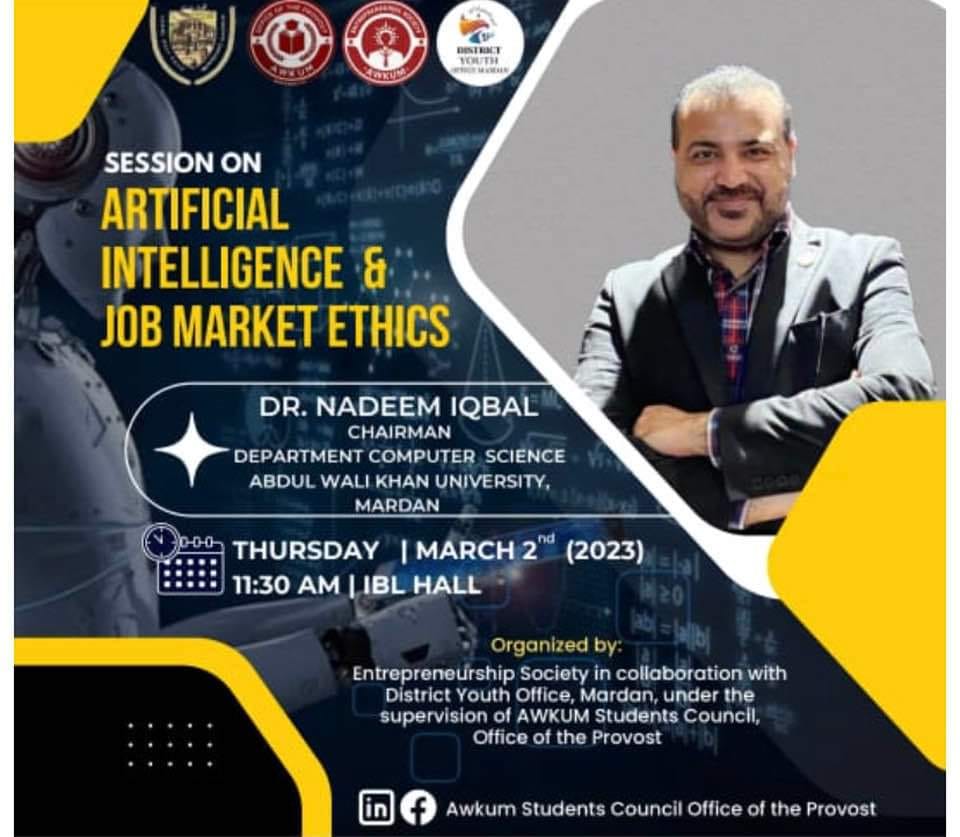 AWKUM
AWKUM
DISTRICT
YOUTH
OFFICE MARDAN
SESSION ON
ARTIFICIAL
INTELLIGENCE &
JOB MARKET ETHICS
DR. NADEEM IQBAL
CHAIRMAN
DEPARTMENT COMPUTER SCIENCE
ABDUL WALI KHAN UNIVERSITY,
MARDAN
THURSDAY | MARCH 2nd (2023)
11:30 AM | IBL HALL
Organized by:
Entrepreneurship Society in collaboration with
District Youth Office, Mardan, under the
supervision of AWKUM Students Council,
Office of the Provost
in f Awkum Students Council Office of the Provost